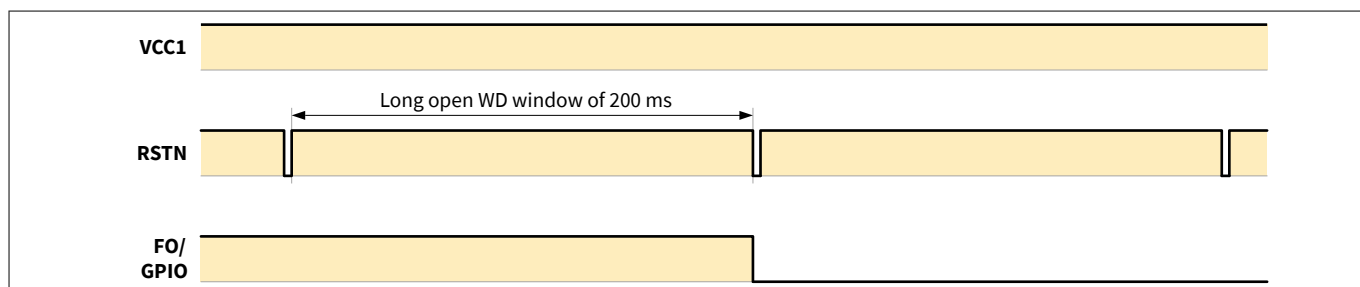 VCC1
Long open WD window of 200 ms
RSTN
FO/
GPIO